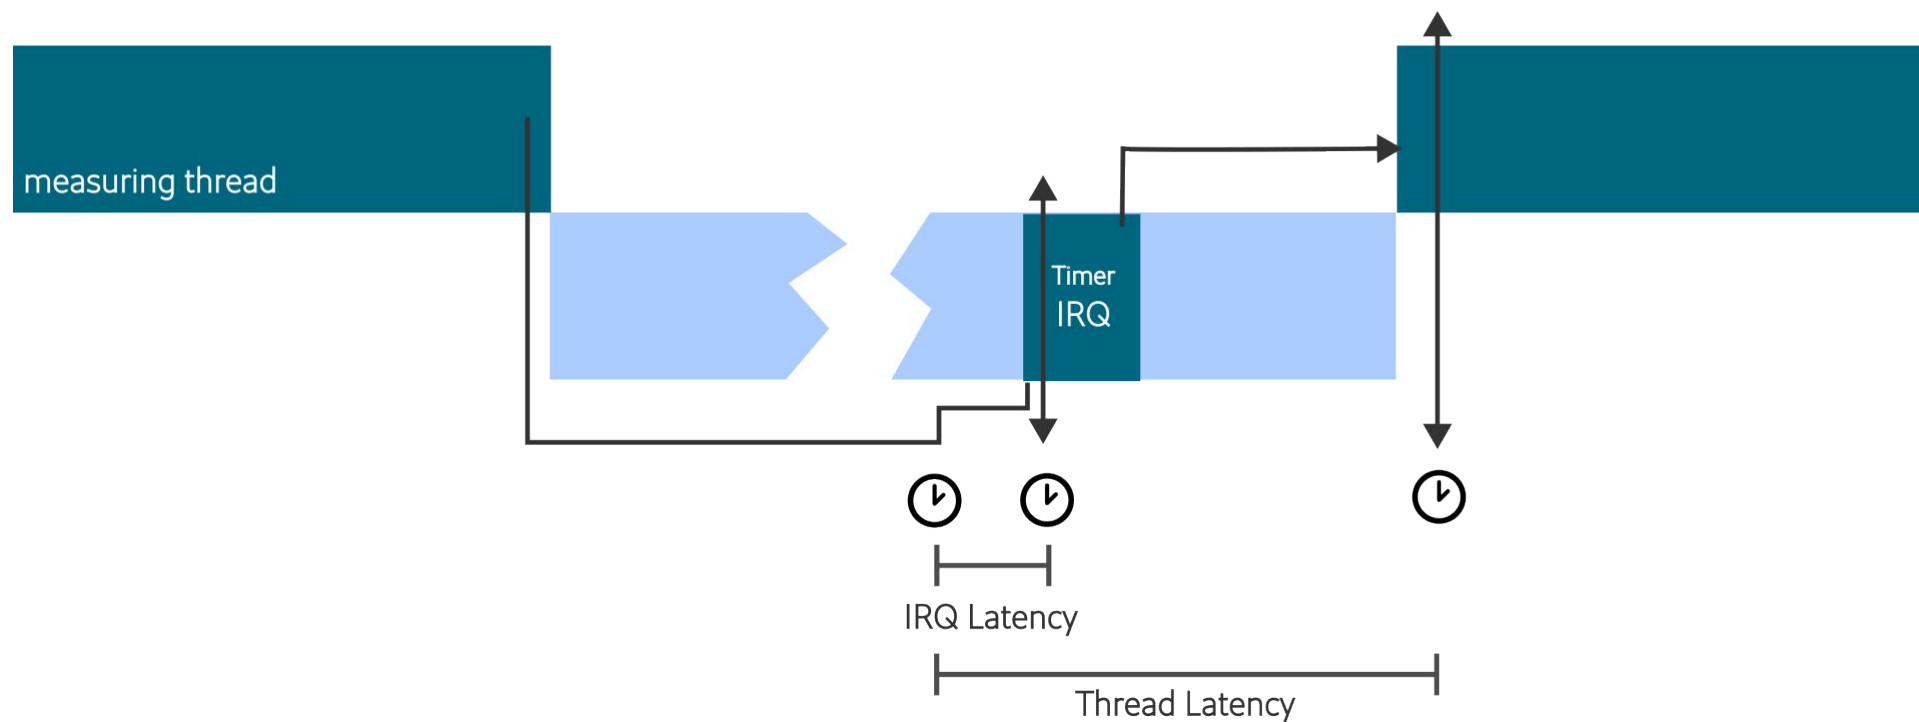 measuring thread
Timer
IRQ
IRQ Latency
Thread Latency